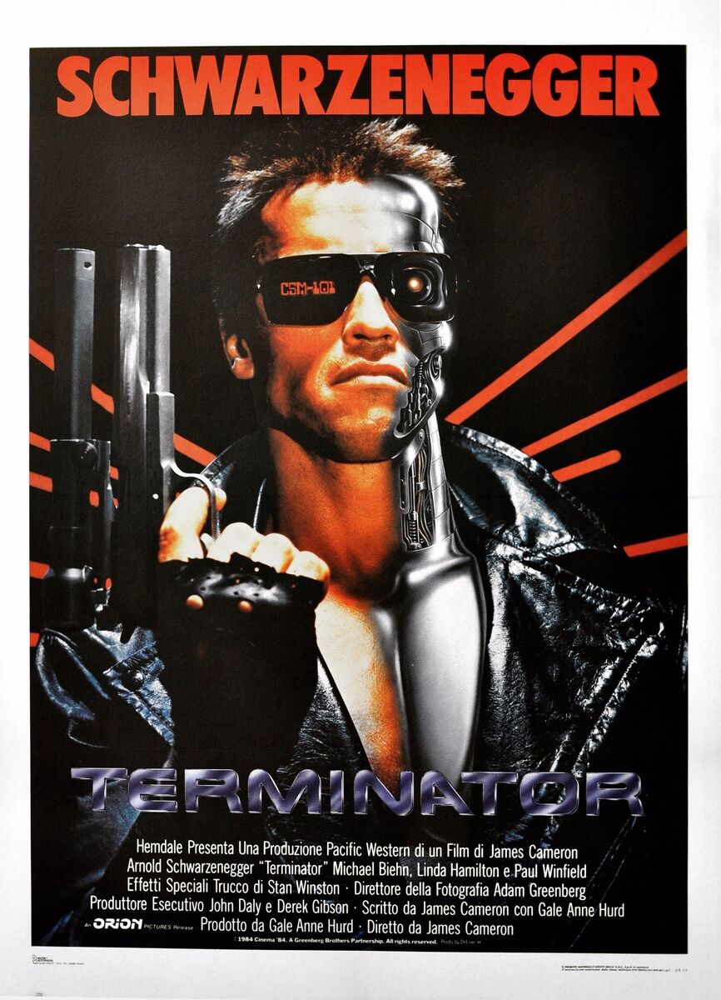 SCHWARZENEGGER
CSM-101
TERMINATOR
Hemdale Presenta Una Produzione Pacific Western di un Film di James Cameron
Arnold Schwarzenegger "Terminator" Michael Biehn, Linda Hamilton e Paul Winfield
Effetti Speciali Trucco di Stan Winston · Direttore della Fotografia Adam Greenberg
Produttore Esecutivo John Daly e Derek Gibson · Scritto da James Cameron con Gale Anne Hurd
An ORION PICTURES Release Prodotto da Gale Anne Hurd · Diretto da James Cameron
1984 Cinema '84, A Greenberg Brothers Partnership. All rights reserved.